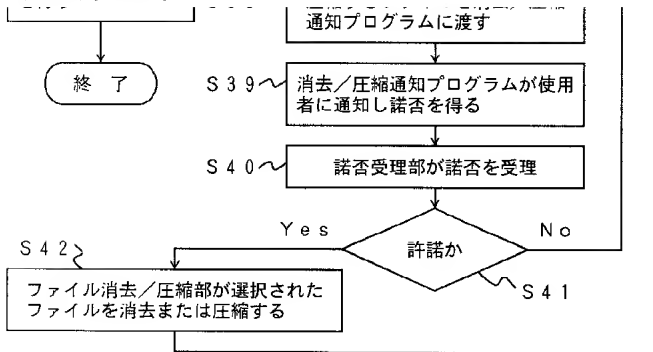 通知プログラムに渡す
終 了
S39
消去／圧縮通知プログラムが使用
者に通知し諾否を得る
S40
諾否受理部が諾否を受理
Yes
No
許諾か
S42
S41
ファイル消去／圧縮部が選択された
ファイルを消去または圧縮する